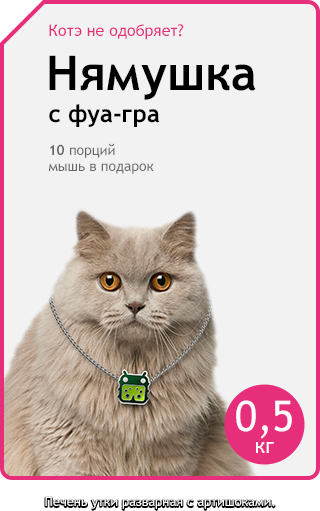 Котэ не одобряет?
Нямушка
с фуа-гра
10 порций
мышь в подарок
0,5
кг
Печень утки разварная с артишоками.